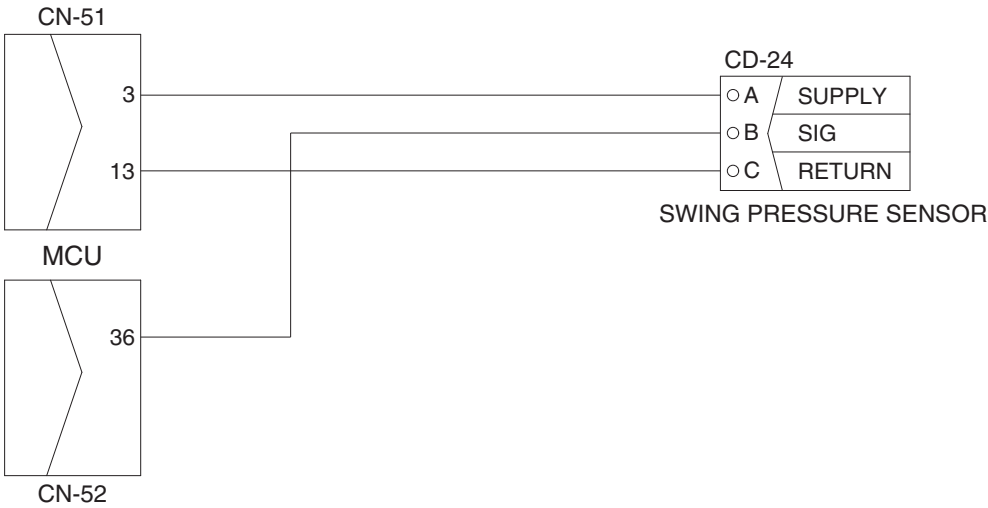 CN-51
3
13
MCU
36
CN-52
CD-24
A SUPPLY
B SIG
C RETURN
SWING PRESSURE SENSOR